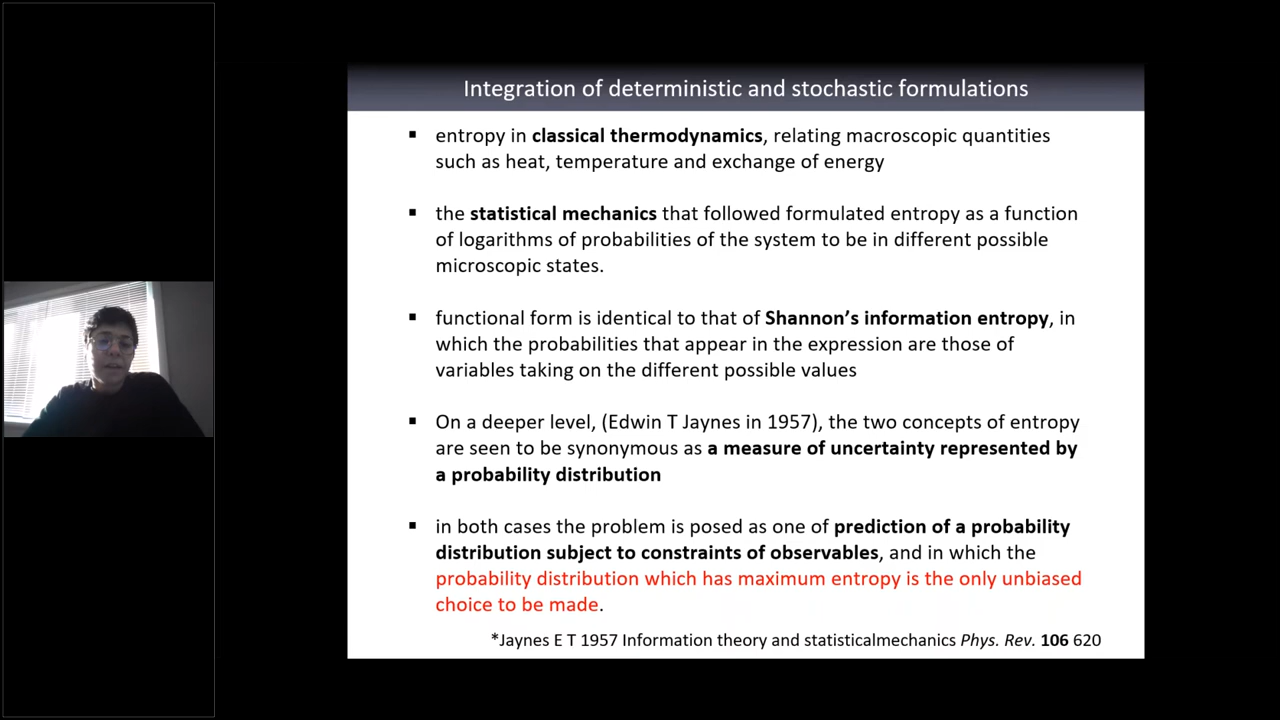 Integration of deterministic and stochastic formulations
▪ entropy in classical thermodynamics, relating macroscopic quantities
such as heat, temperature and exchange of energy
▪ the statistical mechanics that followed formulated entropy as a function
of logarithms of probabilities of the system to be in different possible
microscopic states.
▪ functional form is identical to that of Shannon’s information entropy, in
which the probabilities that appear in the expression are those of
variables taking on the different possible values
▪ On a deeper level, (Edwin T Jaynes in 1957), the two concepts of entropy
are seen to be synonymous as a measure of uncertainty represented by
a probability distribution
▪ in both cases the problem is posed as one of prediction of a probability
distribution subject to constraints of observables, and in which the
probability distribution which has maximum entropy is the only unbiased
choice to be made.
*Jaynes E T 1957 Information theory and statisticalmechanics Phys. Rev. 106 620